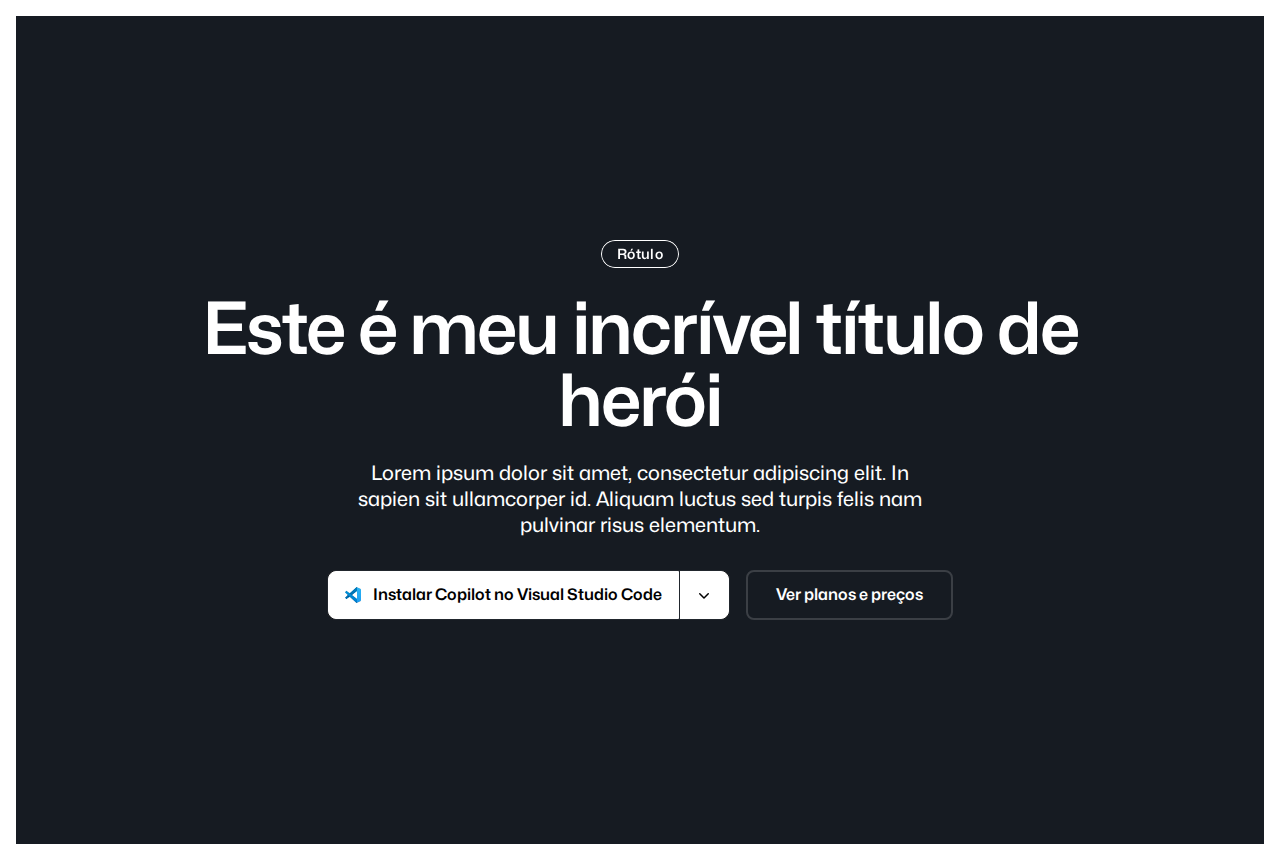 Rótulo
Este é meu incrível título de
herói
Lorem ipsum dolor sit amet, consectetur adipiscing elit. In
sapien sit ullamcorper id. Aliquam luctus sed turpis felis nam
pulvinar risus elementum.
Instalar Copilot no Visual Studio Code
Ver planos e preços